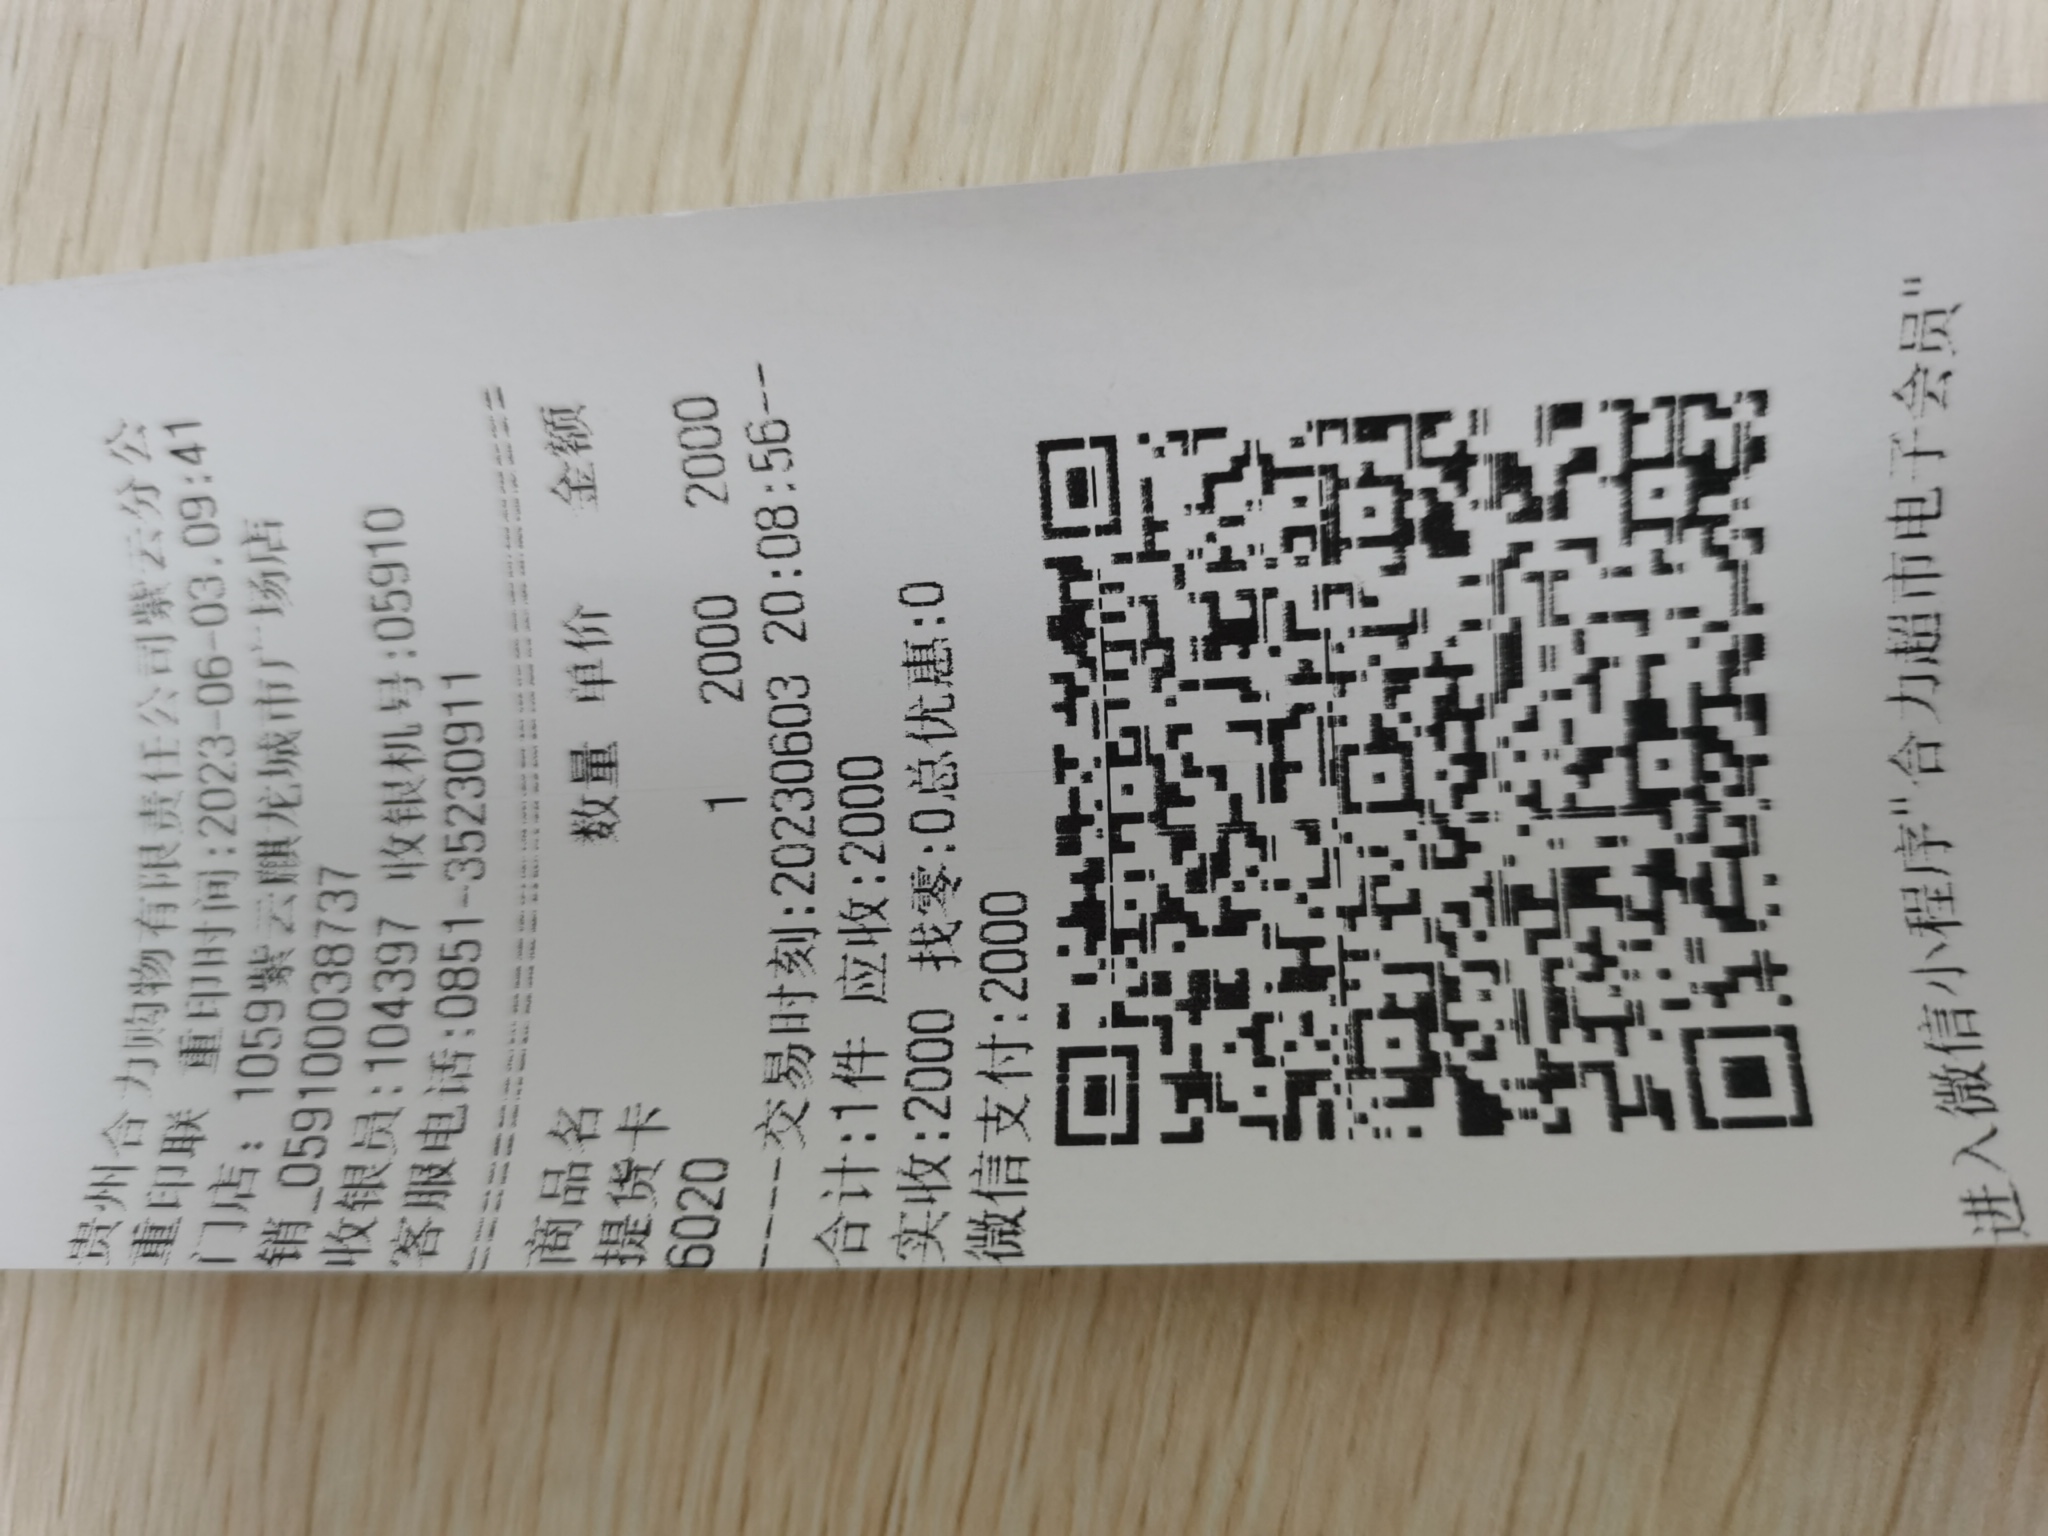 贵州合力购物有限责任公司紫云分公
重印联 重印时间:2023-06-03.09:41
门店: 1059紫云麒龙城市广场店
销_0591000038737
收银员:104397 收银机号:05910
客服电话:0851-35230911
================================
商品名 数量 单价 金额
提货卡
6020 1 2000 2000
----交易时刻:20230603 20:08:56--
合计:1件 应收:2000
实收:2000 找零:0总优惠:0
微信支付:2000
进入微信小程序"合力超市电子会员"